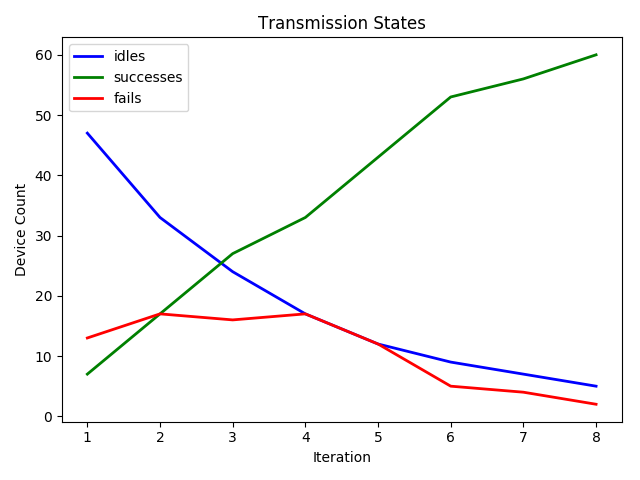 Transmission States
idles
successes
fails
Device Count
60
50
40
30
20
10
0
1 2 3 4 5 6 7 8
Iteration